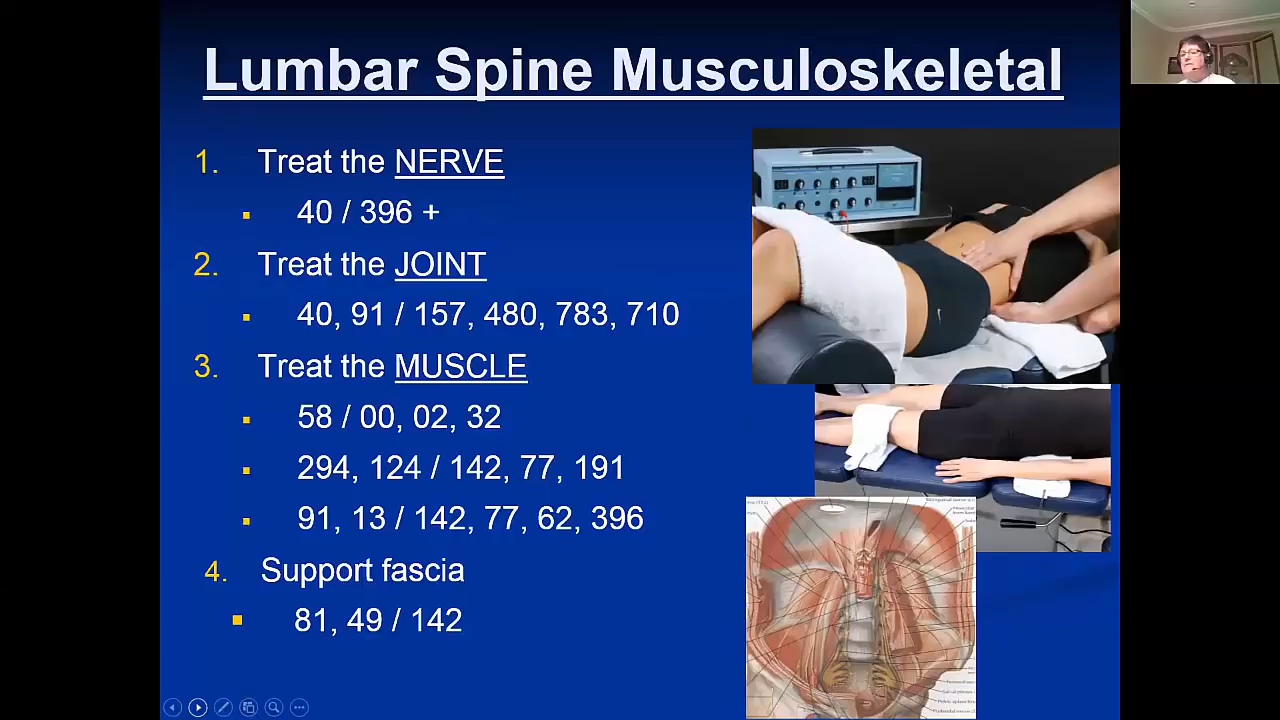 Lumbar Spine Musculoskeletal
1. Treat the NERVE
▪ 40 / 396 +
2. Treat the JOINT
▪ 40, 91 / 157, 480, 783, 710
3. Treat the MUSCLE
▪ 58 / 00, 02, 32
▪ 294, 124 / 142, 77, 191
▪ 91, 13 / 142, 77, 62, 396
4. Support fascia
▪ 81, 49 / 142